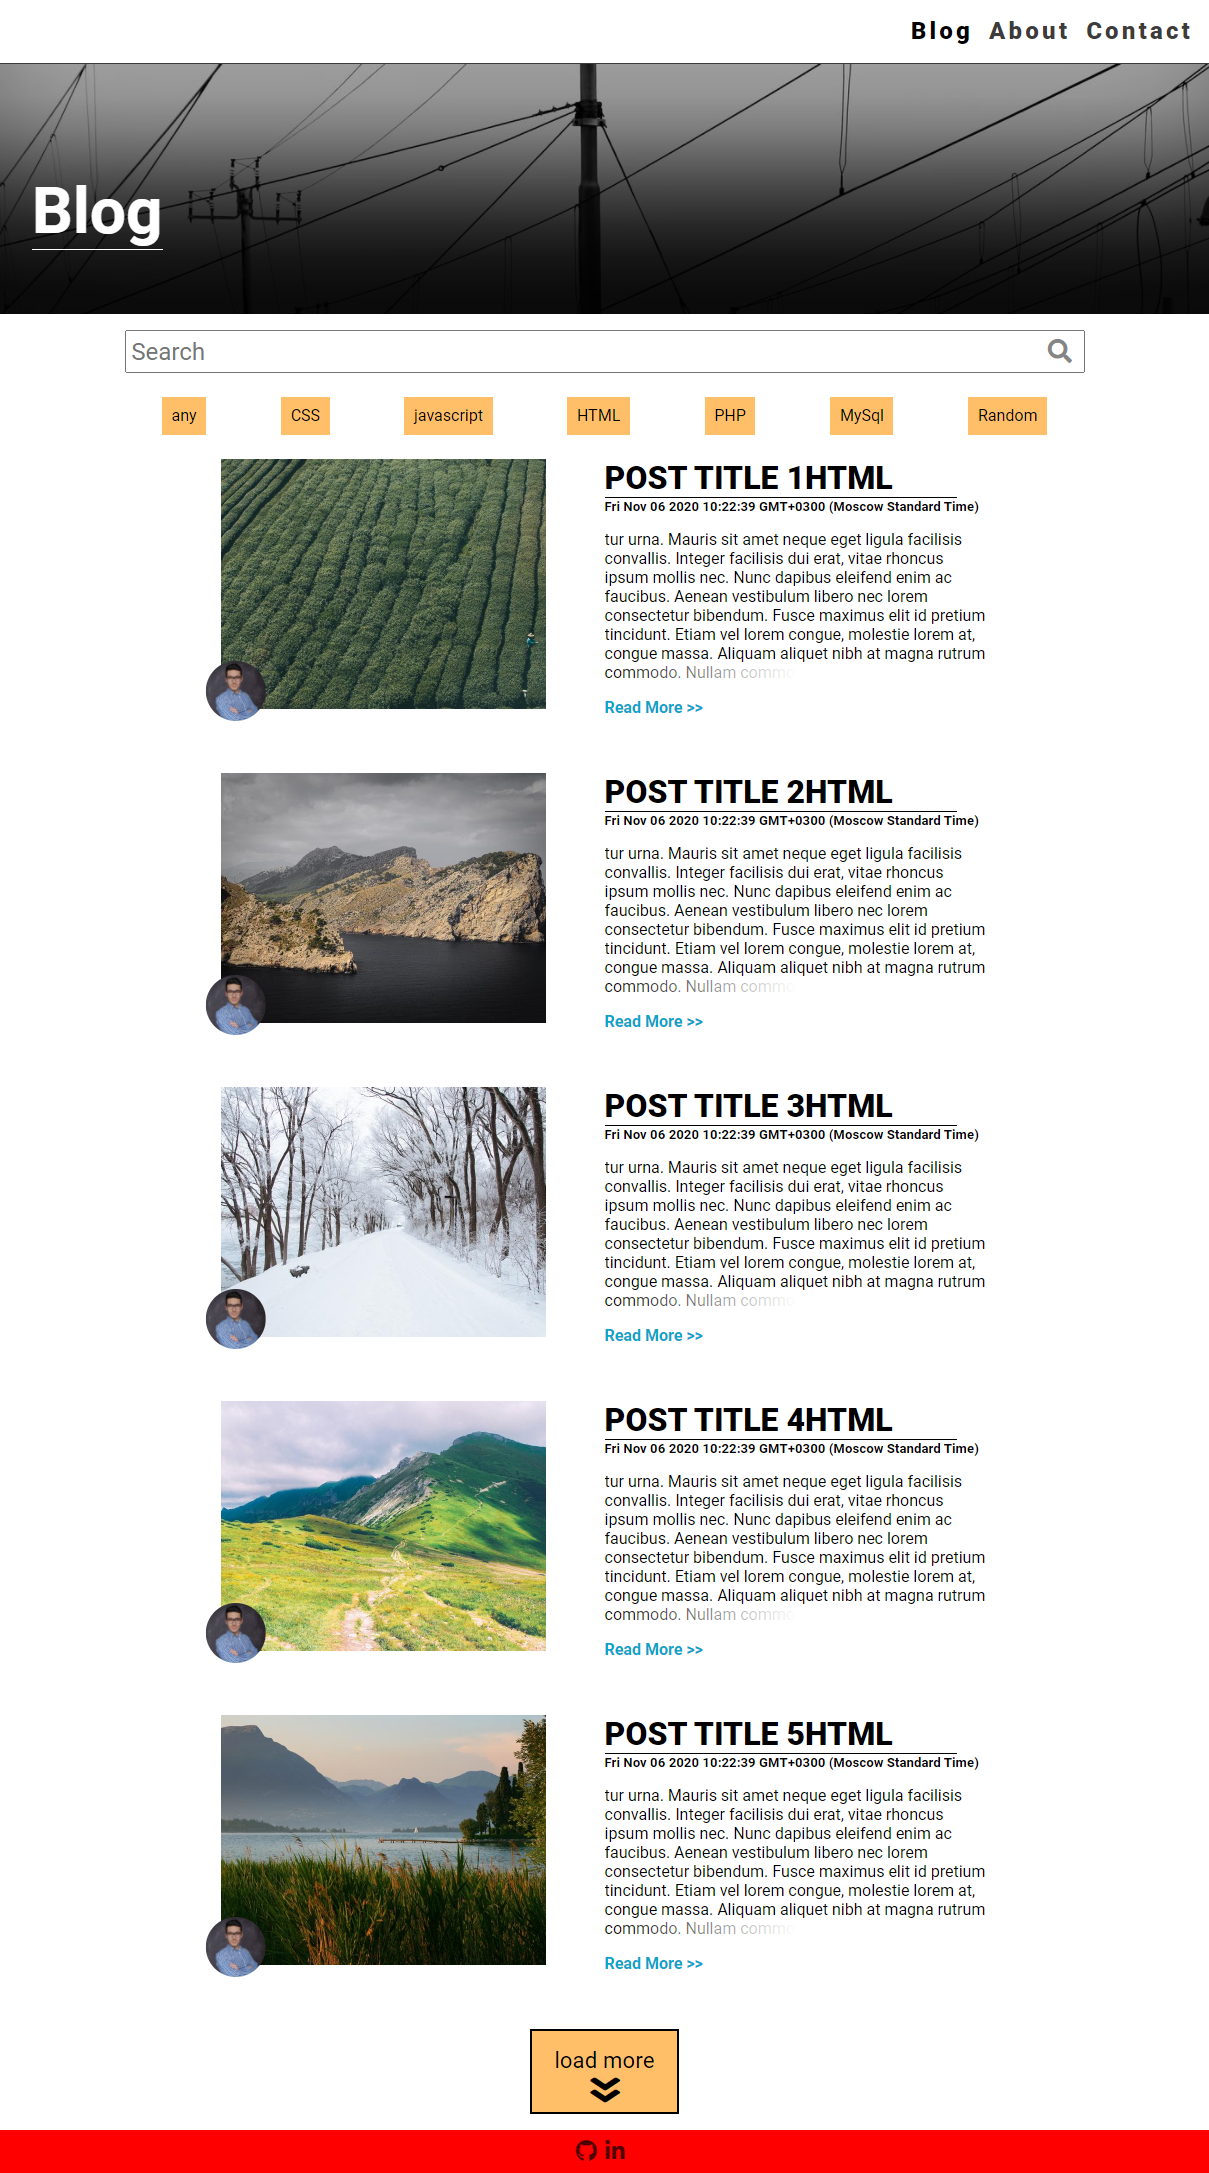 Blog About Contact
Blog
Search
any CSS javascript HTML PHP MySql Random
POST TITLE 1HTML
Fri Nov 06 2020 10:22:39 GMT+0300 (Moscow Standard Time)
tur urna. Mauris sit amet neque eget ligula facilisis
convallis. Integer facilisis dui erat, vitae rhoncus
ipsum mollis nec. Nunc dapibus eleifend enim ac
faucibus. Aenean vestibulum libero nec lorem
consectetur bibendum. Fusce maximus elit id pretium
tincidunt. Etiam vel lorem congue, molestie lorem at,
congue massa. Aliquam aliquet nibh at magna rutrum
commodo. Nullam commo
Read More >>
POST TITLE 2HTML
Fri Nov 06 2020 10:22:39 GMT+0300 (Moscow Standard Time)
tur urna. Mauris sit amet neque eget ligula facilisis
convallis. Integer facilisis dui erat, vitae rhoncus
ipsum mollis nec. Nunc dapibus eleifend enim ac
faucibus. Aenean vestibulum libero nec lorem
consectetur bibendum. Fusce maximus elit id pretium
tincidunt. Etiam vel lorem congue, molestie lorem at,
congue massa. Aliquam aliquet nibh at magna rutrum
commodo. Nullam commo
Read More >>
POST TITLE 3HTML
Fri Nov 06 2020 10:22:39 GMT+0300 (Moscow Standard Time)
tur urna. Mauris sit amet neque eget ligula facilisis
convallis. Integer facilisis dui erat, vitae rhoncus
ipsum mollis nec. Nunc dapibus eleifend enim ac
faucibus. Aenean vestibulum libero nec lorem
consectetur bibendum. Fusce maximus elit id pretium
tincidunt. Etiam vel lorem congue, molestie lorem at,
congue massa. Aliquam aliquet nibh at magna rutrum
commodo. Nullam commo
Read More >>
POST TITLE 4HTML
Fri Nov 06 2020 10:22:39 GMT+0300 (Moscow Standard Time)
tur urna. Mauris sit amet neque eget ligula facilisis
convallis. Integer facilisis dui erat, vitae rhoncus
ipsum mollis nec. Nunc dapibus eleifend enim ac
faucibus. Aenean vestibulum libero nec lorem
consectetur bibendum. Fusce maximus elit id pretium
tincidunt. Etiam vel lorem congue, molestie lorem at,
congue massa. Aliquam aliquet nibh at magna rutrum
commodo. Nullam commo
Read More >>
POST TITLE 5HTML
Fri Nov 06 2020 10:22:39 GMT+0300 (Moscow Standard Time)
tur urna. Mauris sit amet neque eget ligula facilisis
convallis. Integer facilisis dui erat, vitae rhoncus
ipsum mollis nec. Nunc dapibus eleifend enim ac
faucibus. Aenean vestibulum libero nec lorem
consectetur bibendum. Fusce maximus elit id pretium
tincidunt. Etiam vel lorem congue, molestie lorem at,
congue massa. Aliquam aliquet nibh at magna rutrum
commodo. Nullam commo
Read More >>
load more